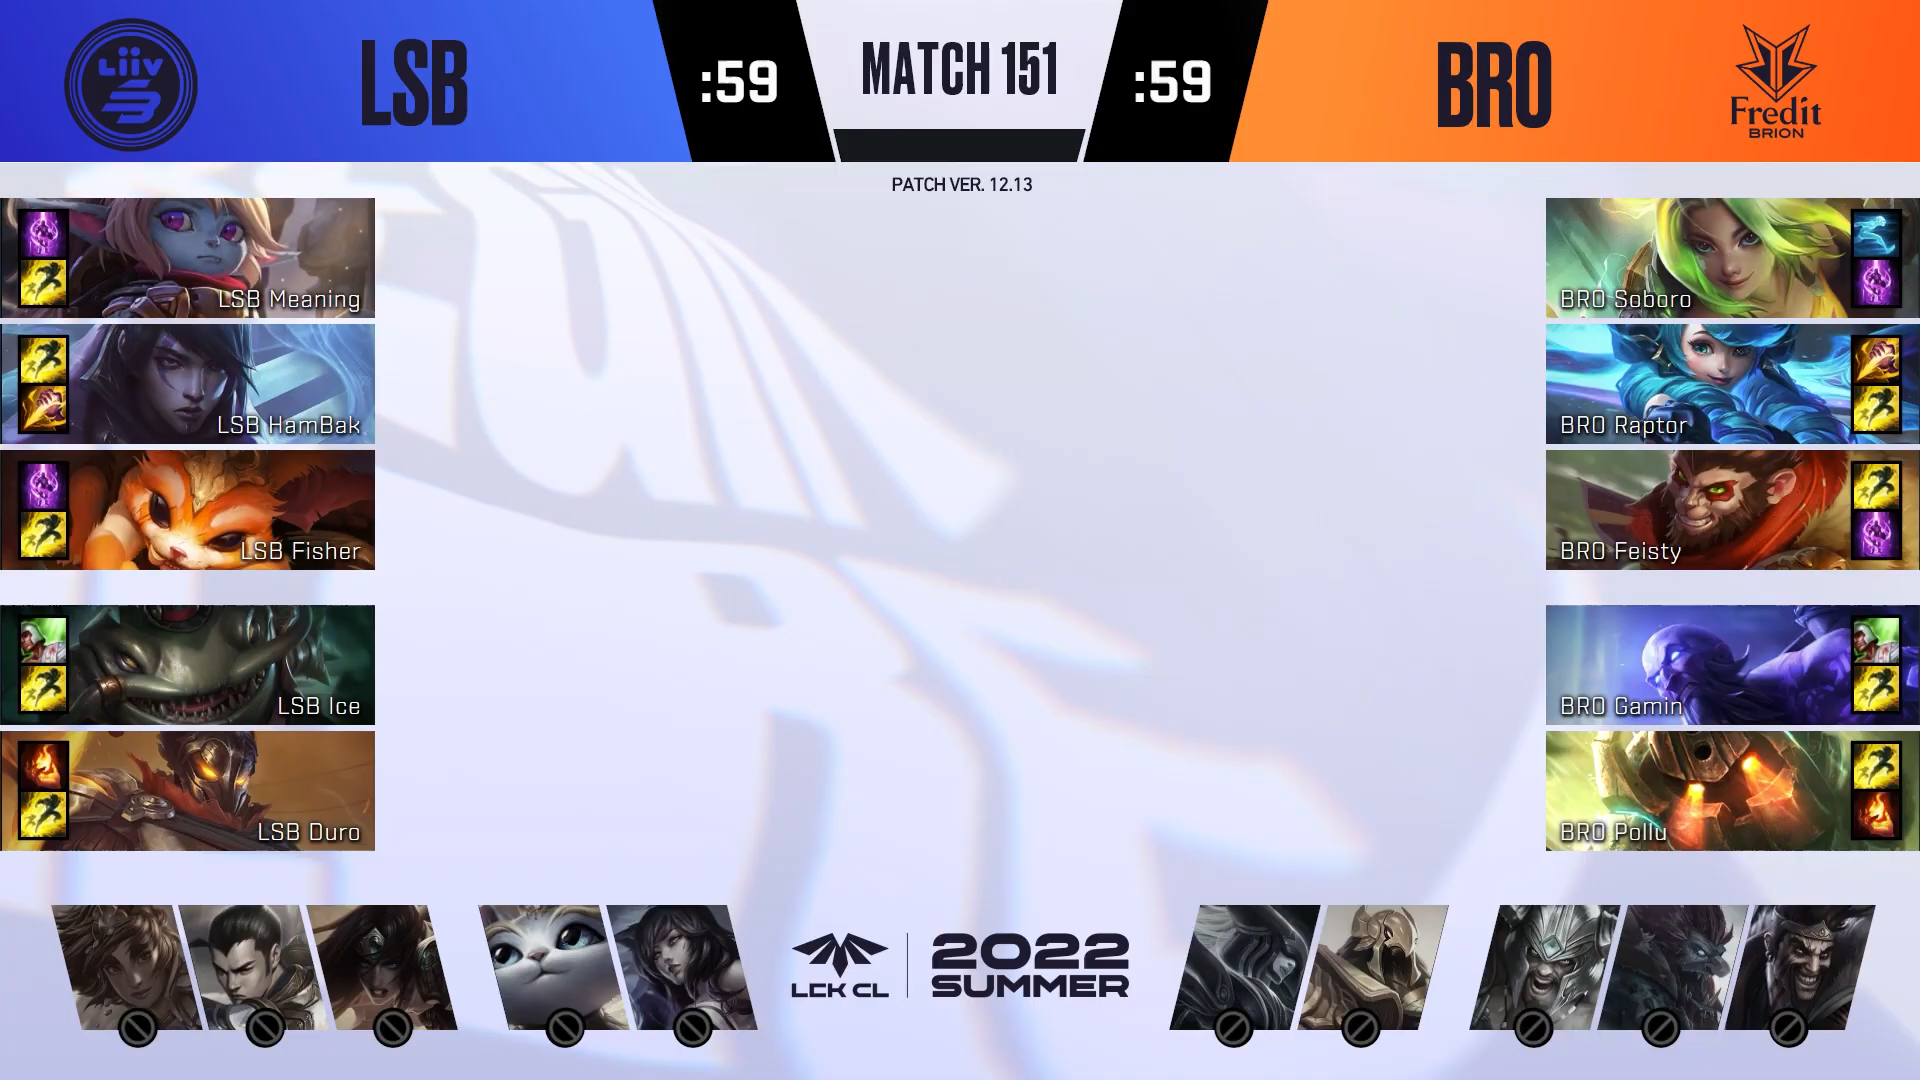 Liiv
LSB
:59
MATCH 151
:59
BRO
Fredit
BRION
PATCH VER. 12.13
LSB Meaning
LSB HamBak
LSB Fisher
LSB Ice
LSB Duro
BRO Soboro
BRO Raptor
BRO Feisty
BRO Gamin
BRO Pollu
LCK CL
2022
SUMMER